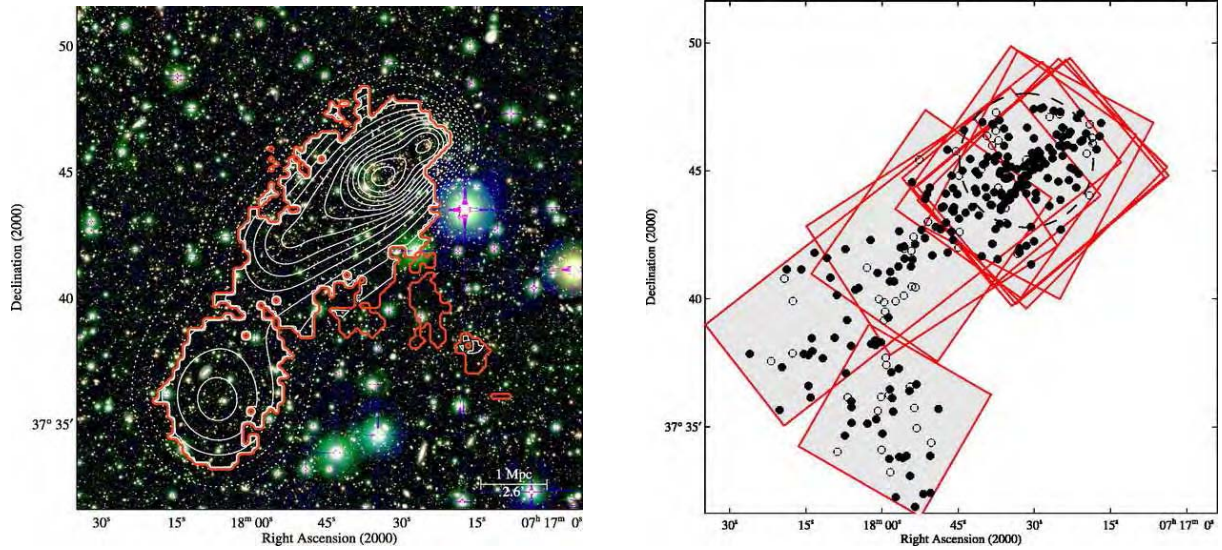 50
45
40
37° 35′
Declination (2000)
1 Mpc
2.6′
30ˢ 15ˢ 18ᵐ 00ˢ 45ˢ 30ˢ 15ˢ 07ʰ 17ᵐ 0ˢ
Right Ascension (2000)
50
45
40
37° 35′
Declination (2000)
30ˢ 15ˢ 18ᵐ 00ˢ 45ˢ 30ˢ 15ˢ 07ʰ 17ᵐ 0ˢ
Right Ascension (2000)